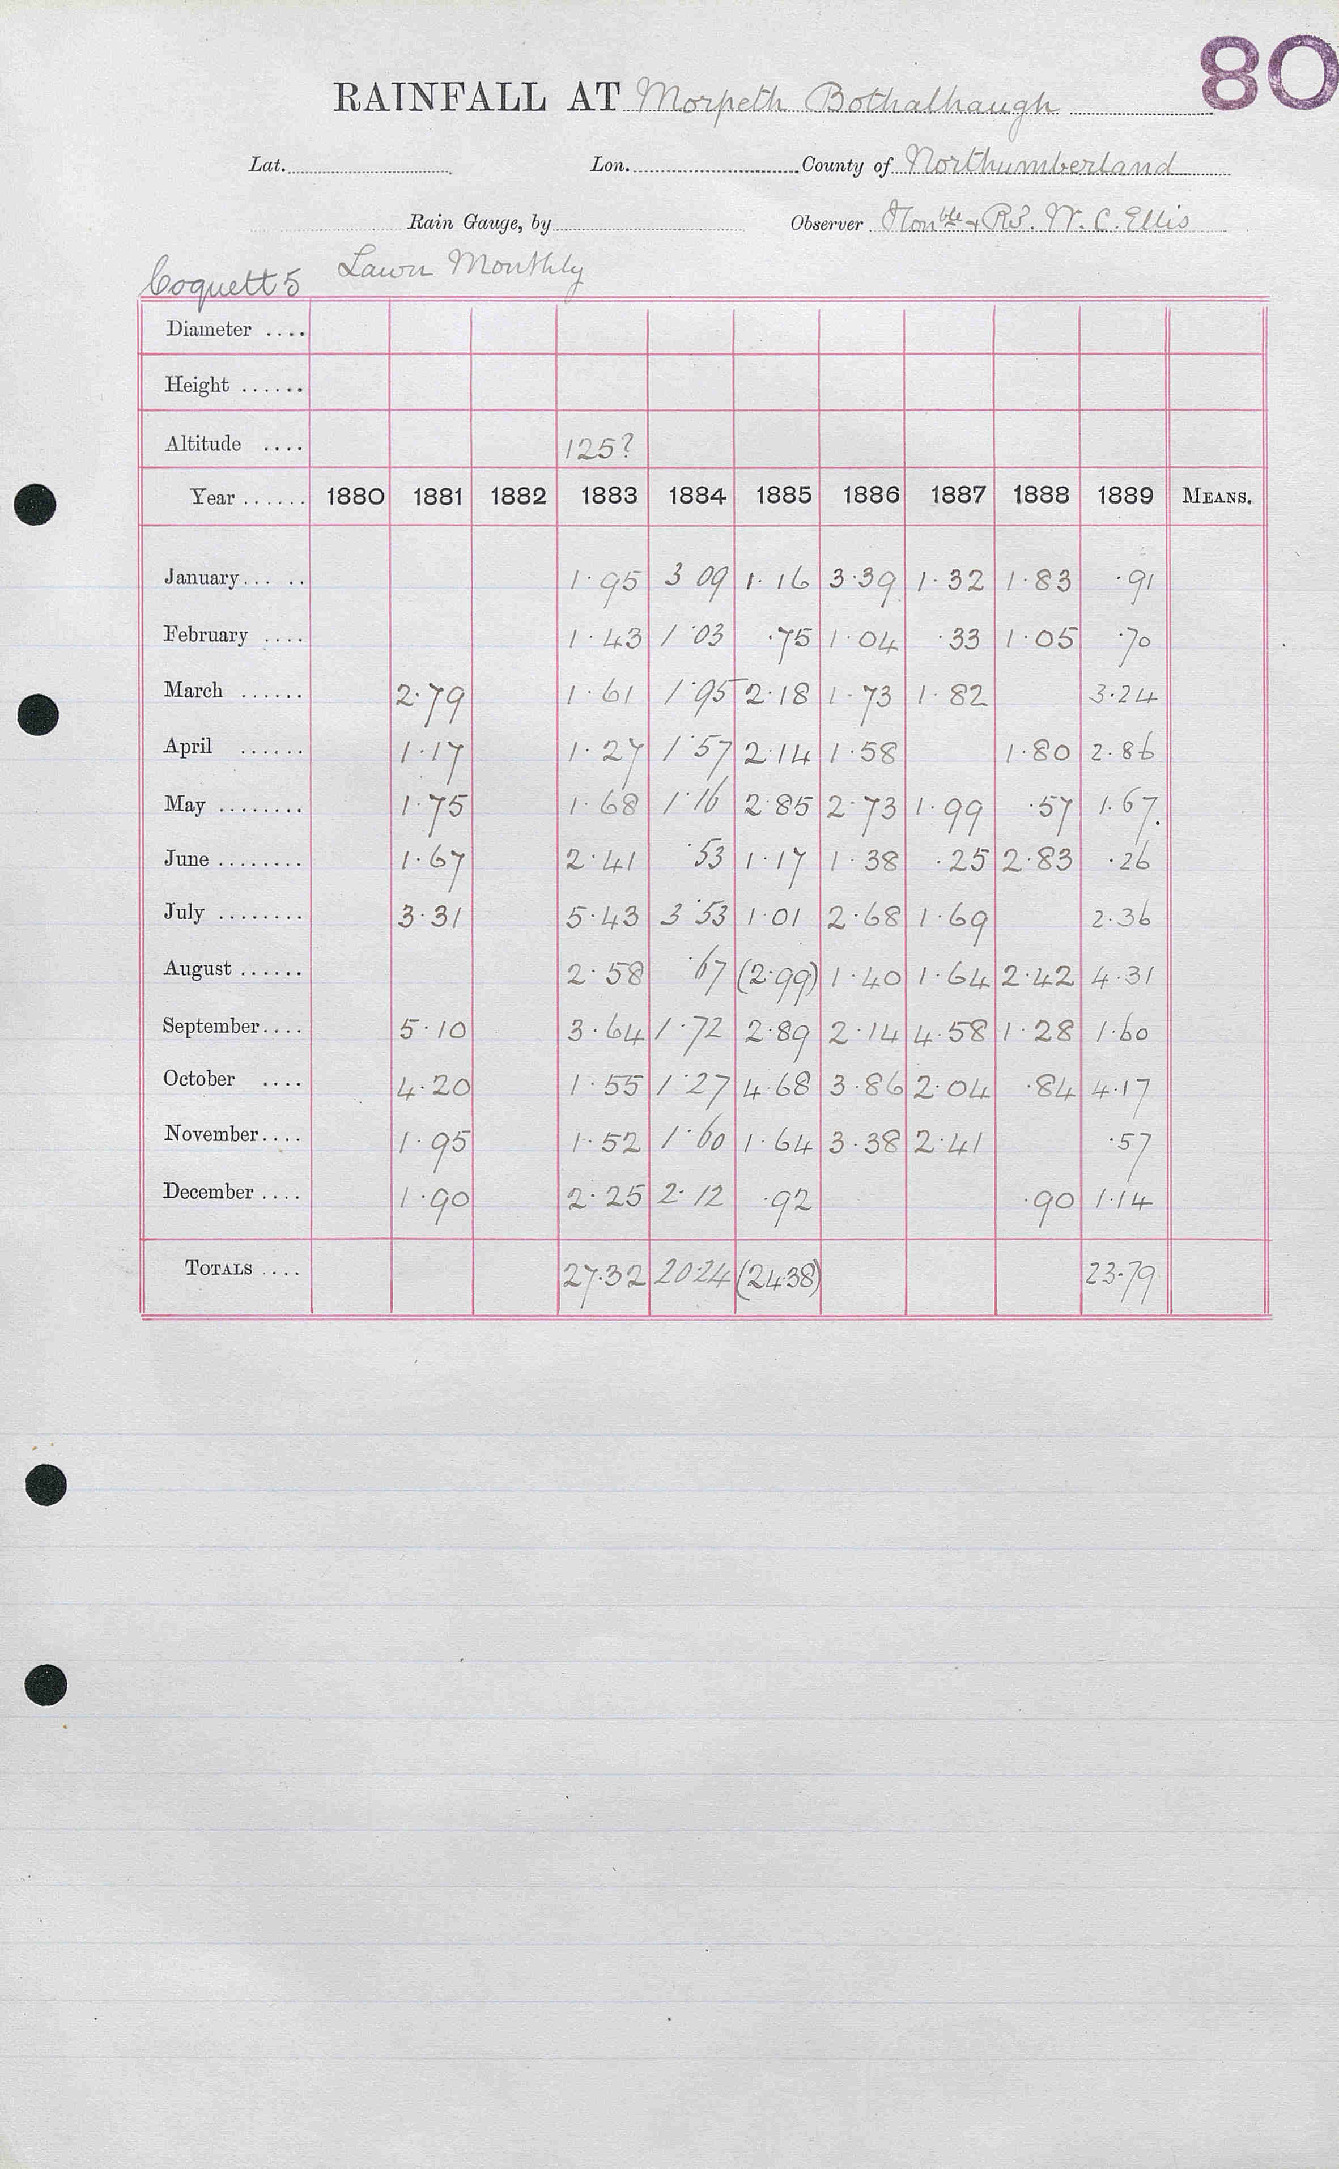 80
RAINFALL AT Morpeth Bothalhaugh
Lat. Lon. County of Northumberland
Rain Gauge, by Observer Honble & Rd. W. C. Ellis
Coquett 5 Lawn Monthly
Diameter ....
Height ......
Altitude .... 125?
Year ...... 1880 1881 1882 1883 1884 1885 1886 1887 1888 1889 MEANS.
January... .. 1.95 3 09 1.16 3.39 1.32 1.83 .91
February .... 1.43 1.03 .75 1.04 .33 1.05 .70
March ...... 2.79 1.61 1.95 2.18 1.73 1.82 3.24
April ...... 1.17 1.27 1.57 2.14 1.58 1.80 2.86
May ........ 1.75 1.68 1.16 2.85 2.73 1.99 .57 1.67.
June ........ 1.67 2.41 .53 1.17 1.38 .25 2.83 .26
July ........ 3.31 5.43 3.53 1.01 2.68 1.69 2.36
August ...... 2.58 .67 (2.99) 1.40 1.64 2.42 4.31
September.... 5.10 3.64 1.72 2.89 2.14 4.58 1.28 1.60
October .... 4.20 1.55 1.27 4.68 3.86 2.04 .84 4.17
November.... 1.95 1.52 1.60 1.64 3.38 2.41 .57
December .... 1.90 2.25 2.12 .92 .90 1.14
TOTALS .... 27.32 20.24 (24.38) 23.79